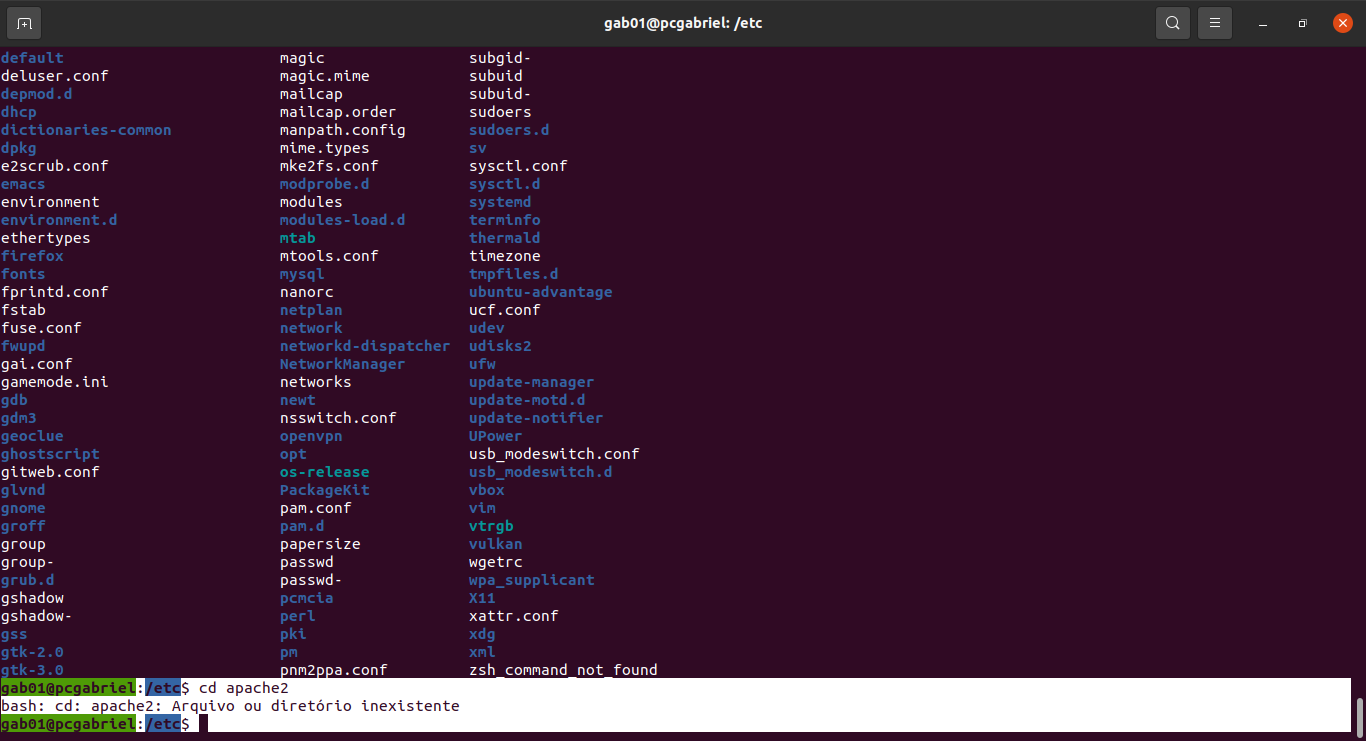 gab01@pcgabriel: /etc
default magic subgid-
deluser.conf magic.mime subuid
depmod.d mailcap subuid-
dhcp mailcap.order sudoers
dictionaries-common manpath.config sudoers.d
dpkg mime.types sv
e2scrub.conf mke2fs.conf sysctl.conf
emacs modprobe.d sysctl.d
environment modules systemd
environment.d modules-load.d terminfo
ethertypes mtab thermald
firefox mtools.conf timezone
fonts mysql tmpfiles.d
fprintd.conf nanorc ubuntu-advantage
fstab netplan ucf.conf
fuse.conf network udev
fwupd networkd-dispatcher udisks2
gai.conf NetworkManager ufw
gamemode.ini networks update-manager
gdb newt update-motd.d
gdm3 nsswitch.conf update-notifier
geoclue openvpn UPower
ghostscript opt usb_modeswitch.conf
gitweb.conf os-release usb_modeswitch.d
glvnd PackageKit vbox
gnome pam.conf vim
groff pam.d vtrgb
group papersize vulkan
group- passwd wgetrc
grub.d passwd- wpa_supplicant
gshadow pcmcia X11
gshadow- perl xattr.conf
gss pki xdg
gtk-2.0 pm xml
gtk-3.0 pnm2ppa.conf zsh_command_not_found
gab01@pcgabriel:/etc$ cd apache2
bash: cd: apache2: Arquivo ou diretório inexistente
gab01@pcgabriel:/etc$